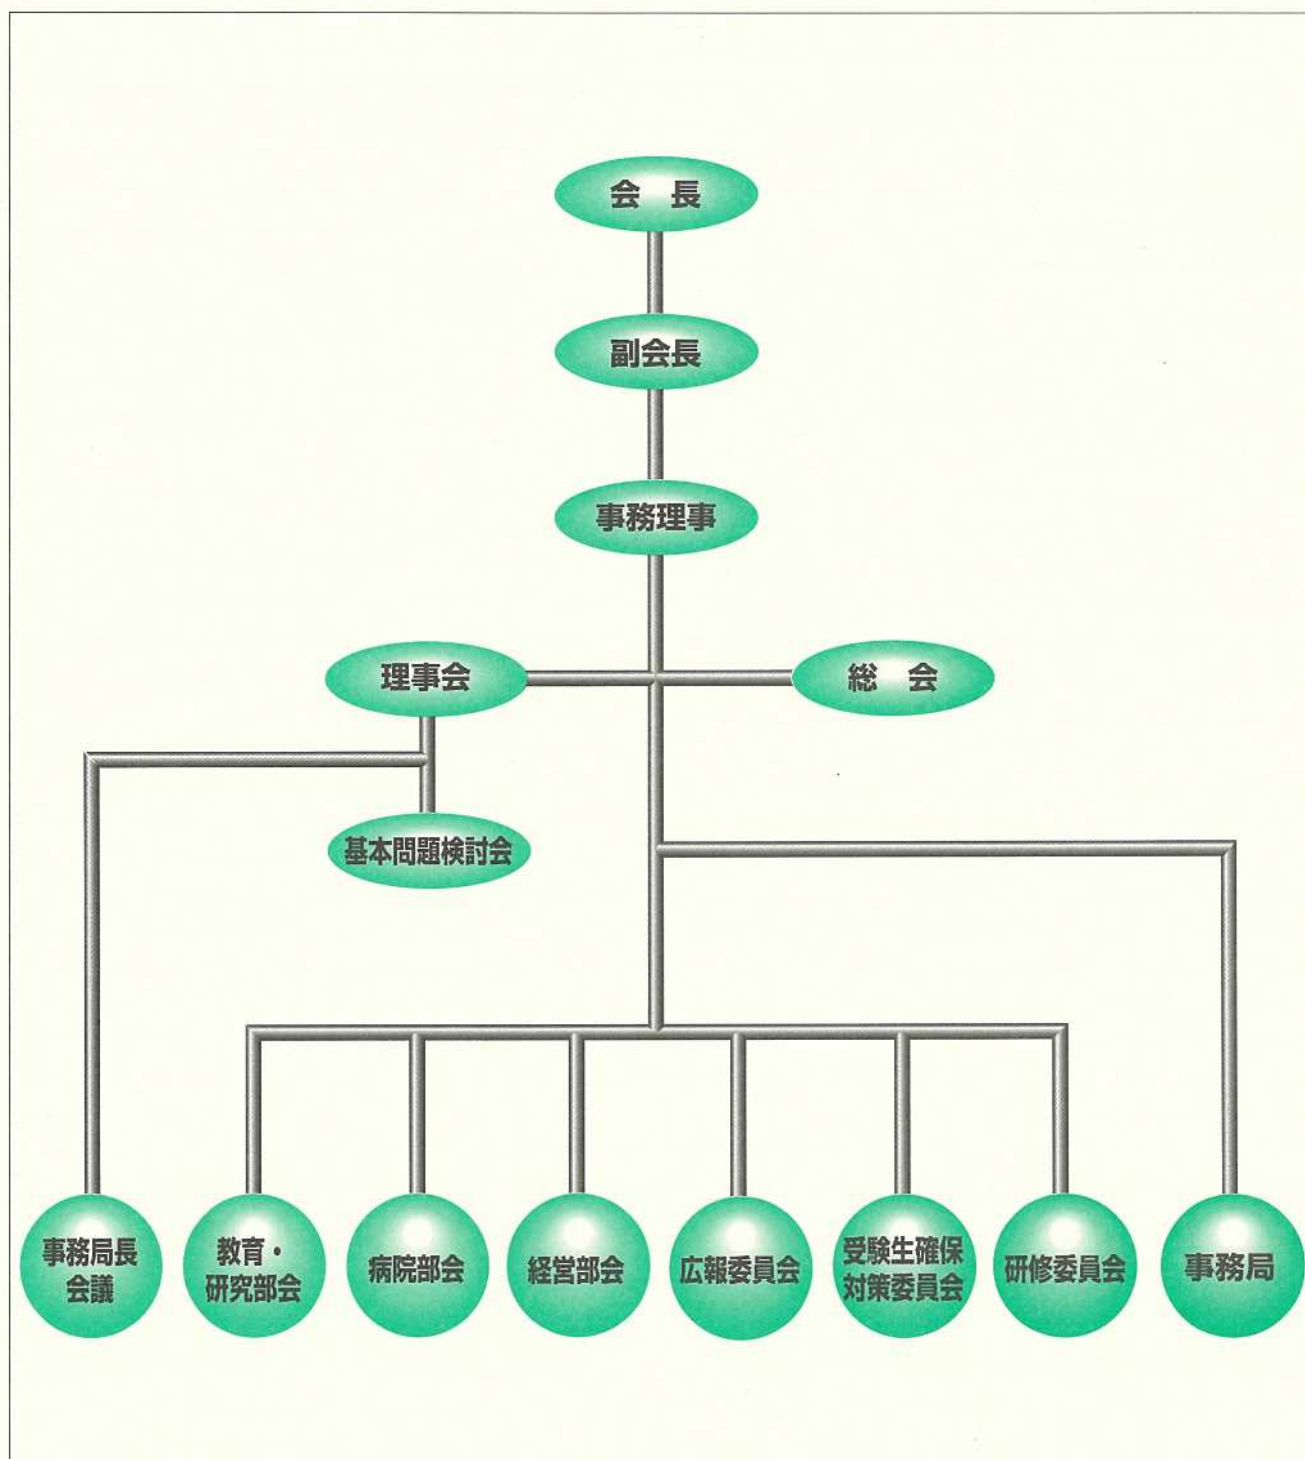 会　長
副会長
事務理事
理事会
総　会
基本問題検討会
事務局長
会議
教育・
研究部会
病院部会
経営部会
広報委員会
受験生確保
対策委員会
研修委員会
事務局